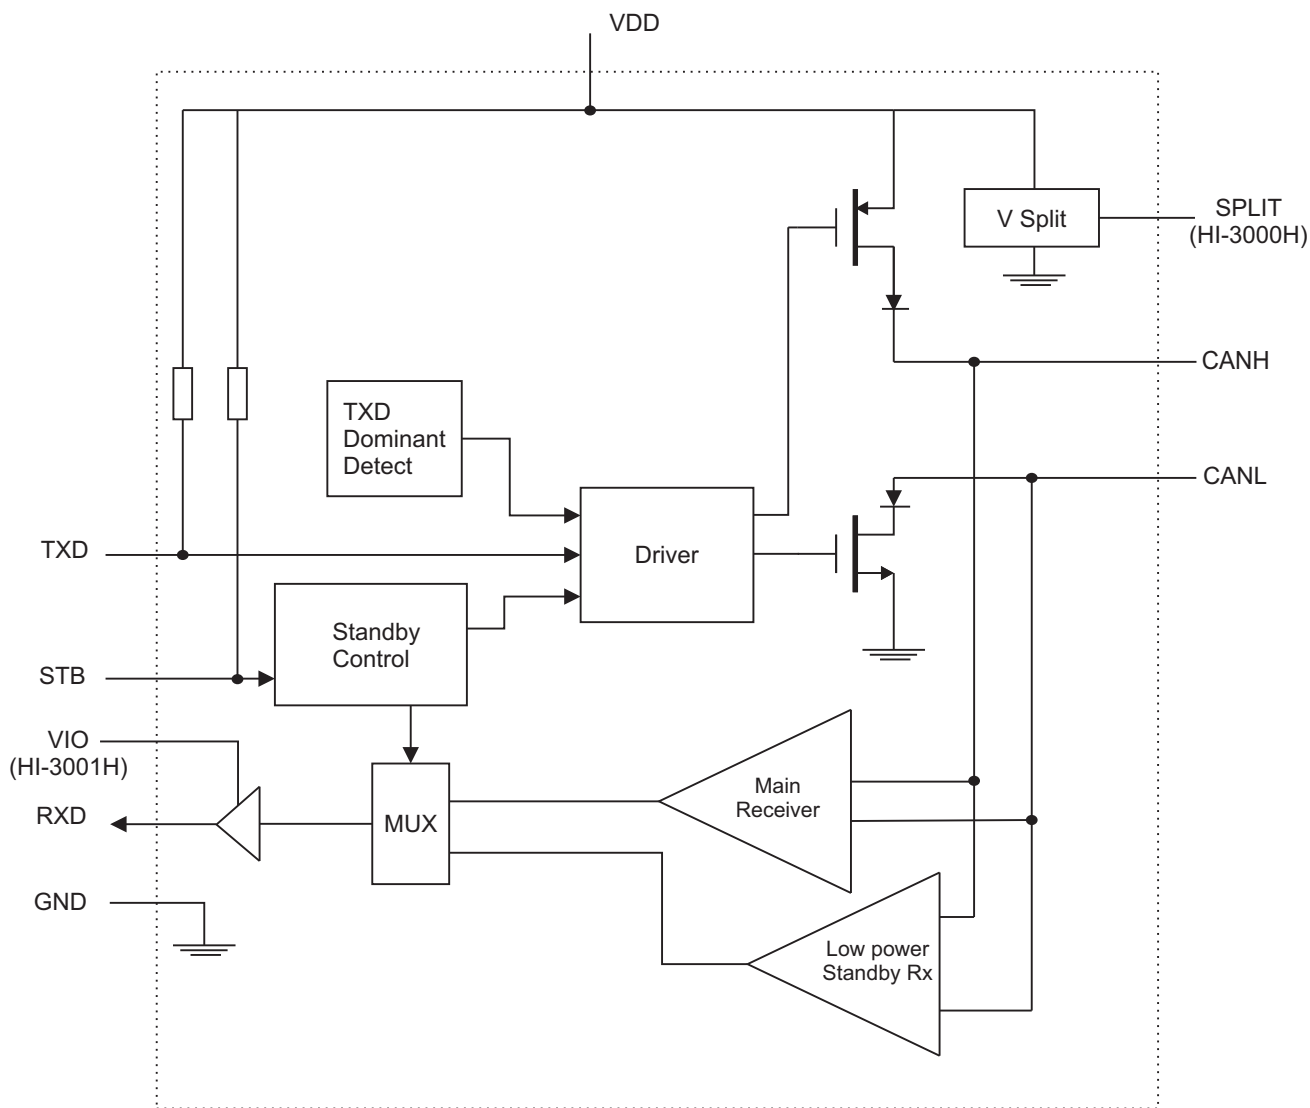 VDD
V Split
SPLIT
(HI-3000H)
CANH
TXD
Dominant
Detect
CANL
TXD
Driver
Standby
Control
STB
VIO
(HI-3001H)
Main
Receiver
RXD
MUX
GND
Low power
Standby Rx